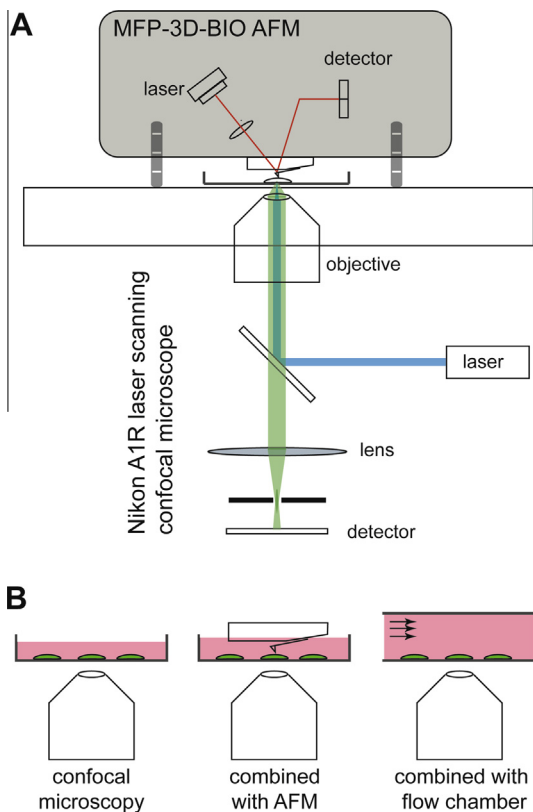 A
MFP-3D-BIO AFM
detector
laser
objective
Nikon A1R laser scanning
confocal microscope
laser
lens
detector
B
confocal
microscopy
combined
with AFM
combined with
flow chamber